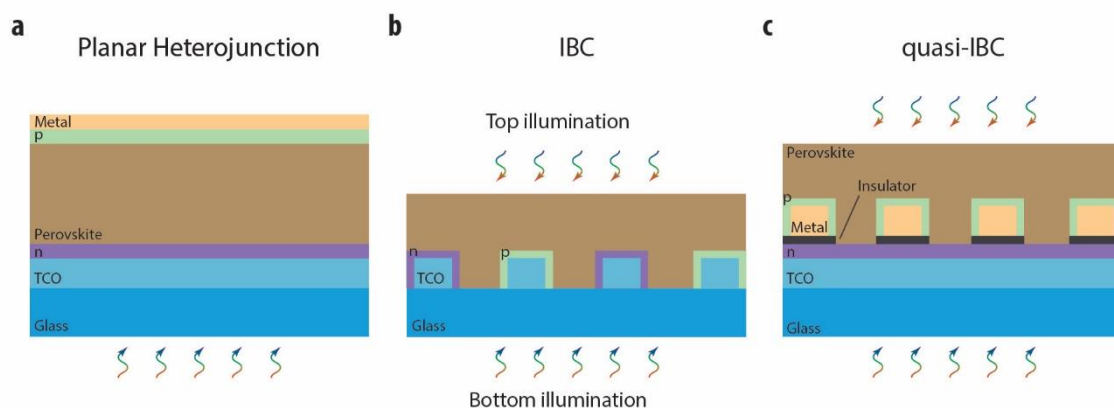 a
Planar Heterojunction
Metal
p
Perovskite
n
TCO
Glass
b
IBC
Top illumination
n
TCO
p
Glass
Bottom illumination
c
quasi-IBC
Perovskite
Insulator
p
Metal
n
TCO
Glass